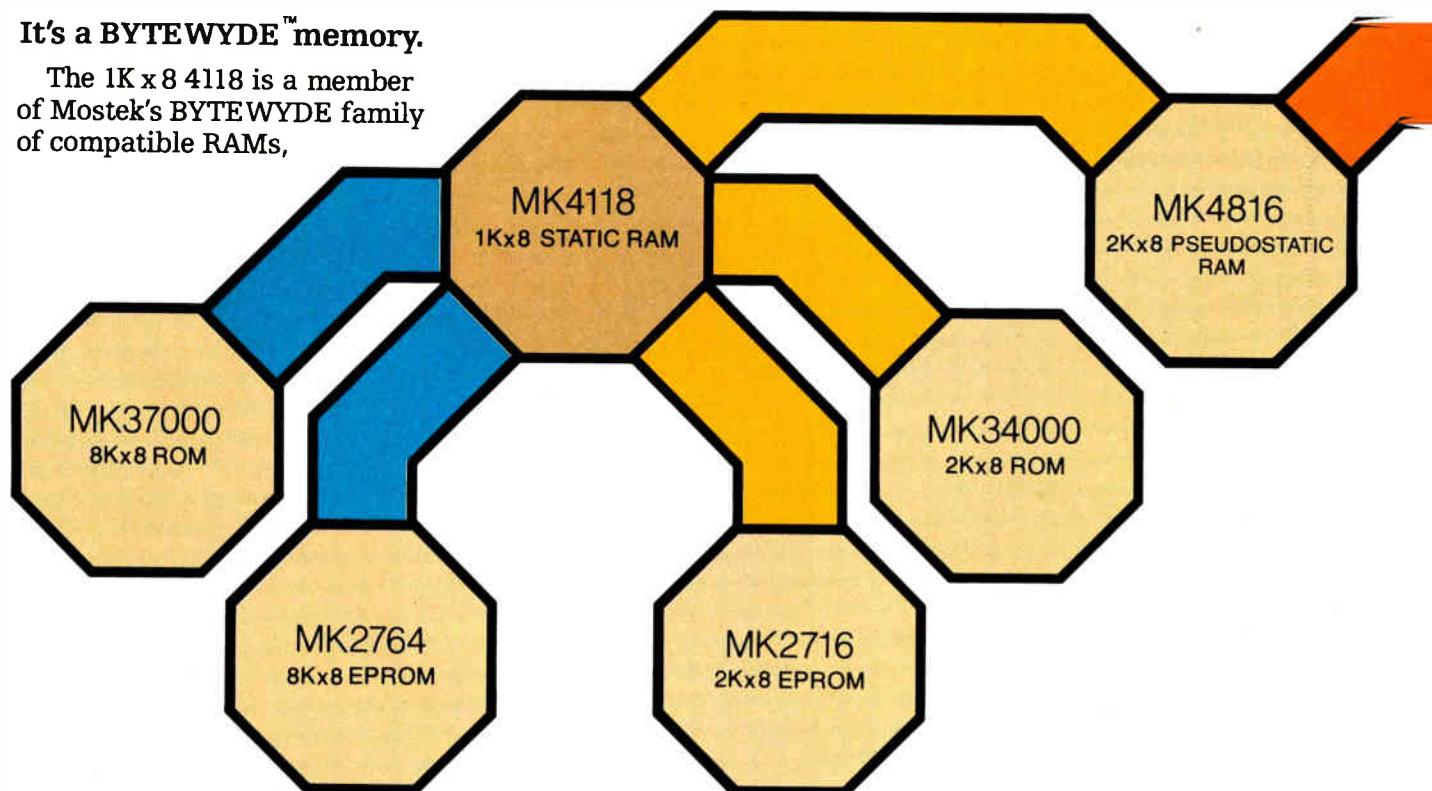 It's a BYTEWYDE™ memory.
The 1K x 8 4118 is a member
of Mostek's BYTEWYDE family
of compatible RAMs,
MK4118
1Kx8 STATIC RAM
MK4816
2Kx8 PSEUDOSTATIC
RAM
MK37000
8Kx8 ROM
MK34000
2Kx8 ROM
MK2764
8Kx8 EPROM
MK2716
2Kx8 EPROM